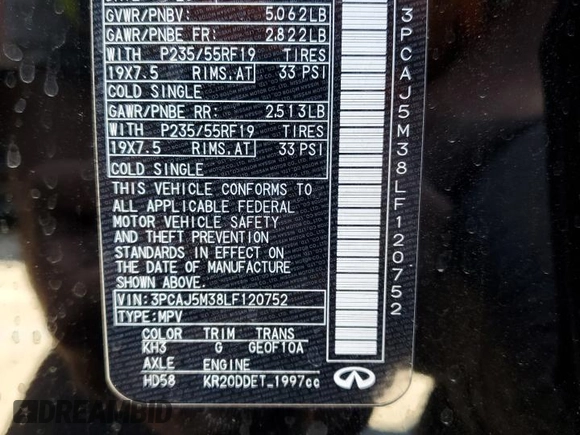 GVWR/PNBV: 5.062LB
GAWR/PNBE FR: 2.822LB
WITH P235/55RF19 TIRES
19X7.5 RIMS.AT 33 PSI
COLD SINGLE
GAWR/PNBE RR: 2.513LB
WITH P235/55RF19 TIRES
19X7.5 RIMS.AT 33 PSI
COLD SINGLE
THIS VEHICLE CONFORMS TO
ALL APPLICABLE FEDERAL
MOTOR VEHICLE SAFETY
AND THEFT PREVENTION
STANDARDS IN EFFECT ON
THE DATE OF MANUFACTURE
SHOWN ABOVE.
VIN: 3PCAJ5M38LF120752
TYPE:MPV
COLOR TRIM TRANS
KH3 G GEOF10A
AXLE ENGINE
HD58 KR20DDET_1997cc
3PCAJ5M38LF120752
DREAMBID